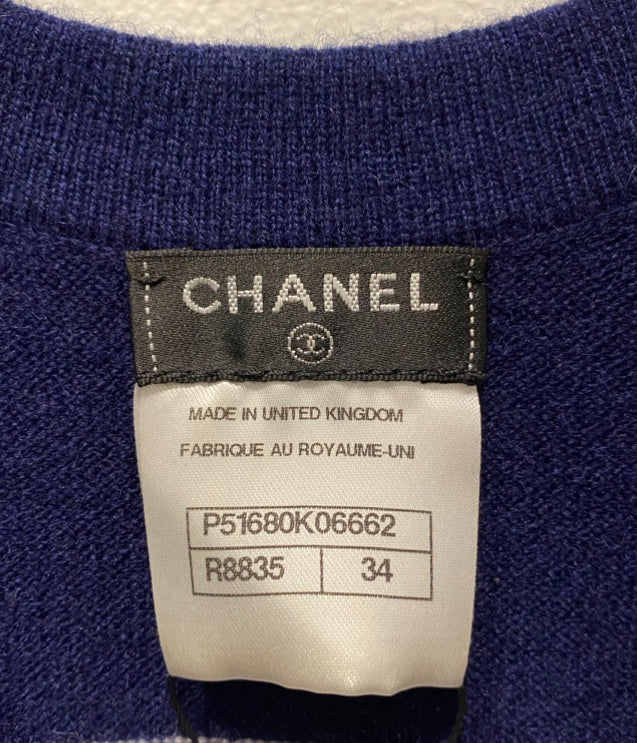 CHANEL
MADE IN UNITED KINGDOM
FABRIQUE AU ROYAUME-UNI
P51680K06662
R8835 34